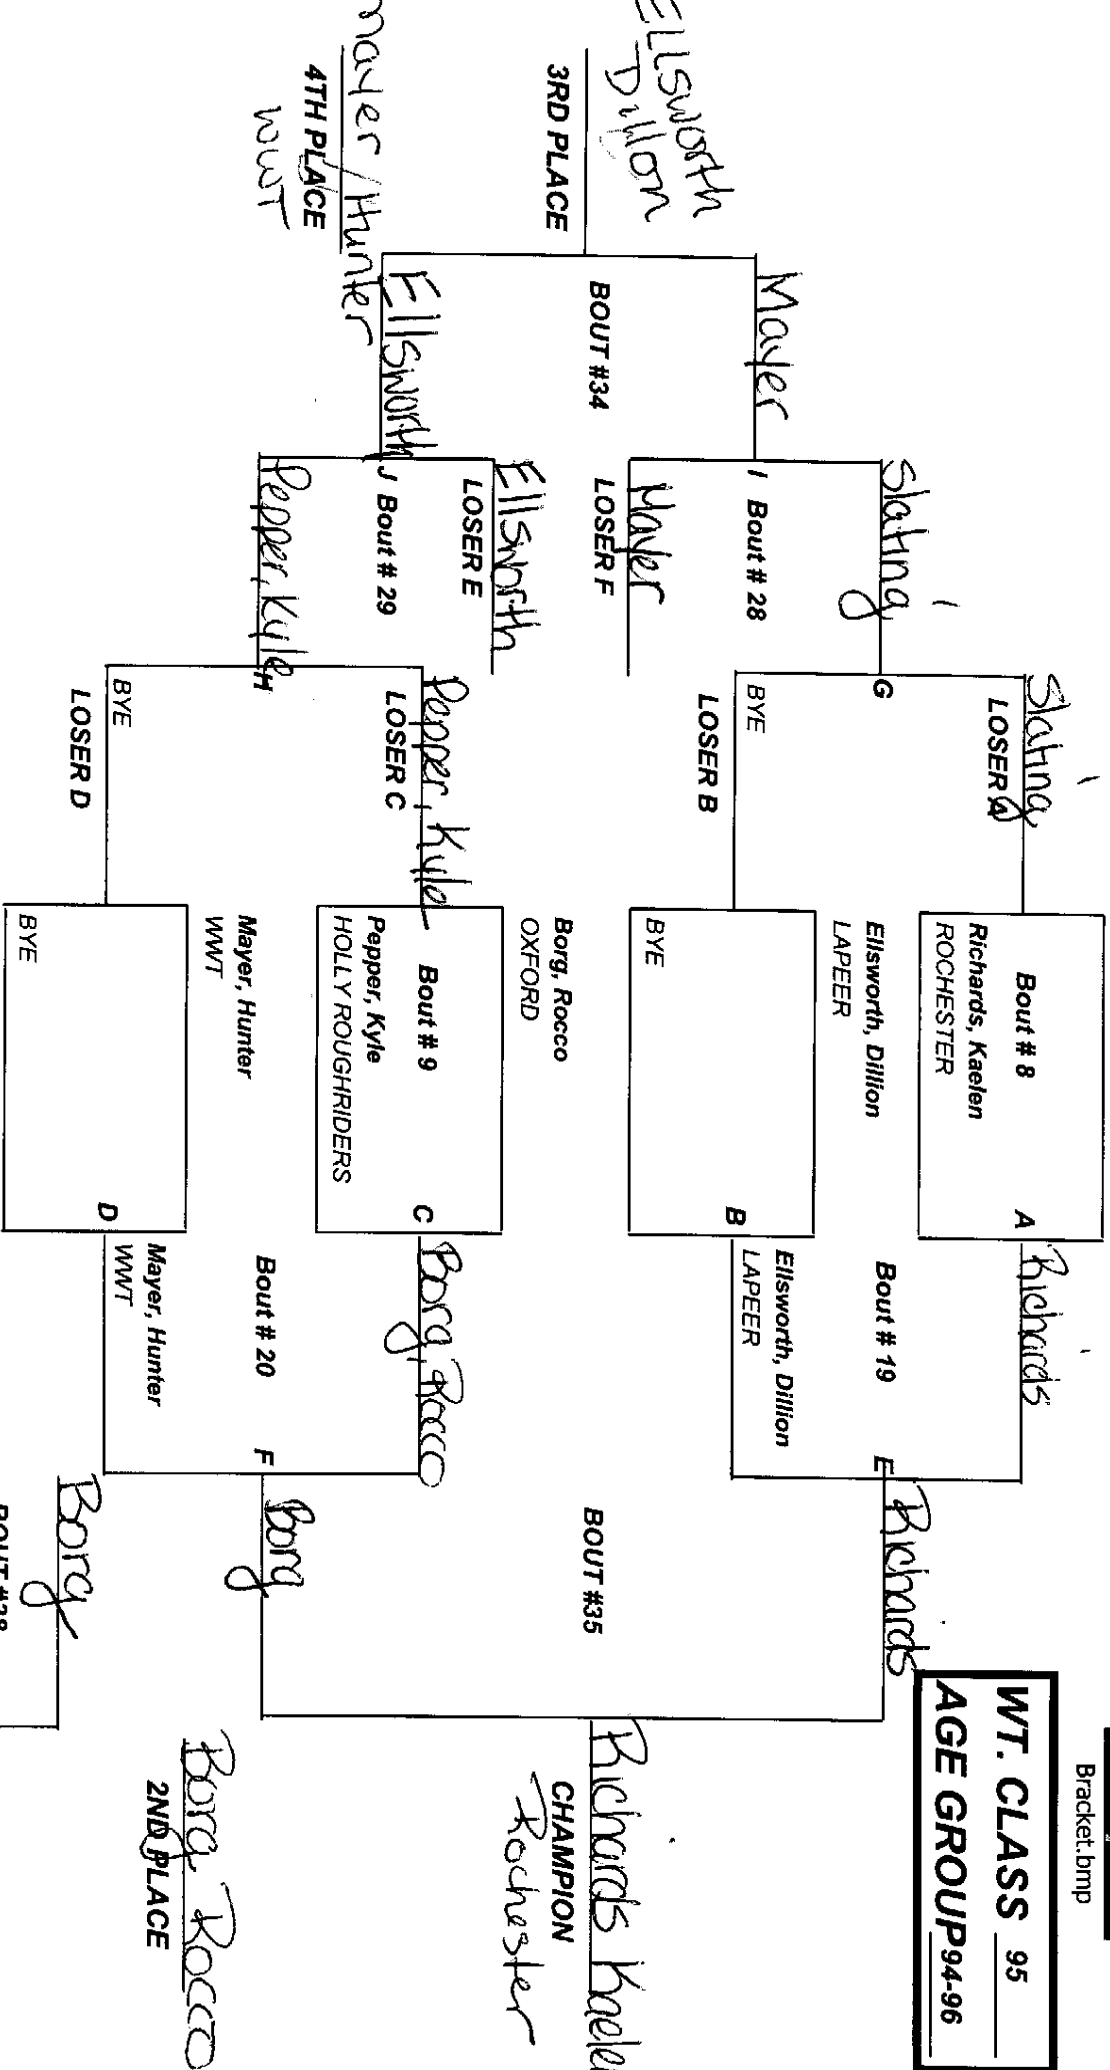 Bracket.bmp
WT. CLASS 95
AGE GROUP 94-96
Slating
LOSER A
Bout # 8
A
Richards
Richards, Kaelen
ROCHESTER
Slating
G
Bout # 19
E
Richards
Ellsworth, Dillion
LAPEER
Mayer
I Bout # 28
BYE
LOSER B
BYE
B
Ellsworth, Dillion
LAPEER
Mayer
LOSER F
ELLSworth
Dillon
3RD PLACE
BOUT #34
BOUT #35
Richards Kaele
CHAMPION
Rochester
Ellsworth
LOSER E
Borg, Rocco
OXFORD
Pepper, Kyle
LOSER C
Bout # 9
C
Borg, Rocco
Pepper, Kyle
HOLLY ROUGHRIDERS
Ellsworth
J Bout # 29
mayer / Hunter
4TH PLACE
WWT
Pepper, Kyle
H
Bout # 20
F
Borg
Mayer, Hunter
WWT
Borg, Rocco
2ND PLACE
BYE
LOSER D
D
Mayer, Hunter
WWT
BYE
Borg